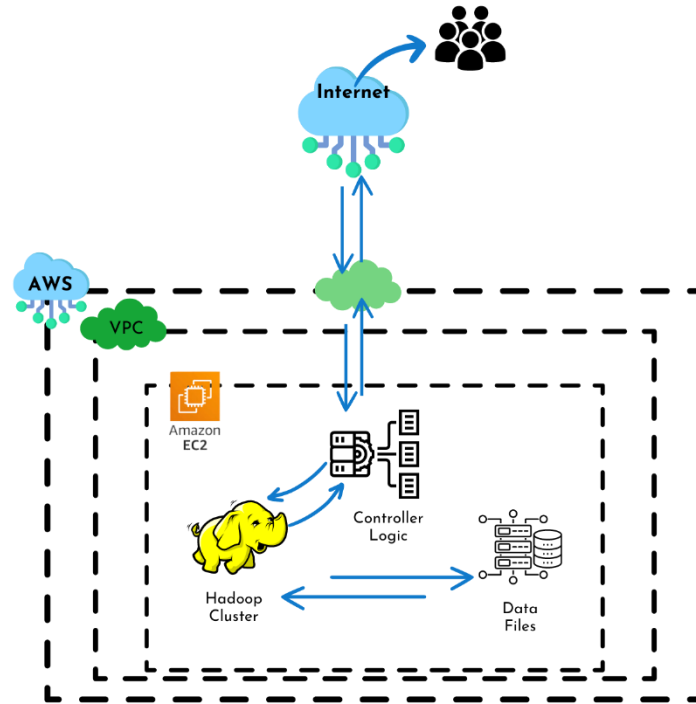 Internet
AWS
VPC
Amazon
EC2
Controller
Logic
Hadoop
Cluster
Data
Files